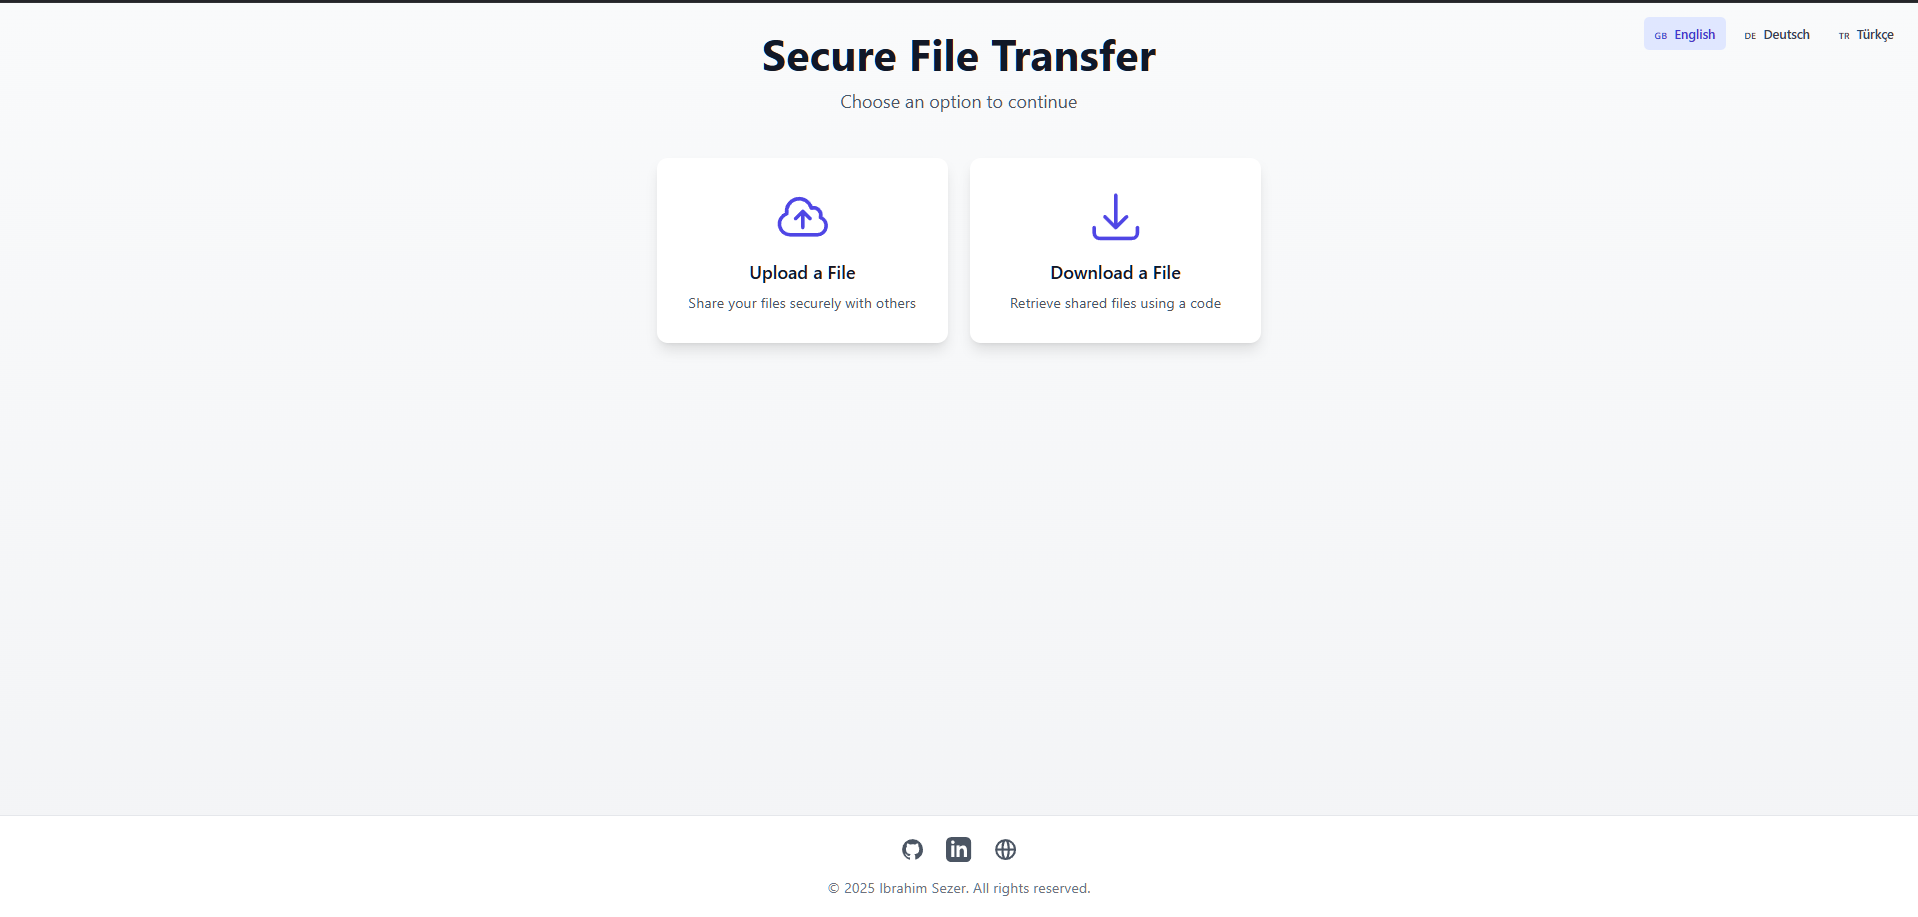 Secure File Transfer
Choose an option to continue
GB English
DE Deutsch
TR Türkçe
Upload a File
Share your files securely with others
Download a File
Retrieve shared files using a code
in
© 2025 Ibrahim Sezer. All rights reserved.